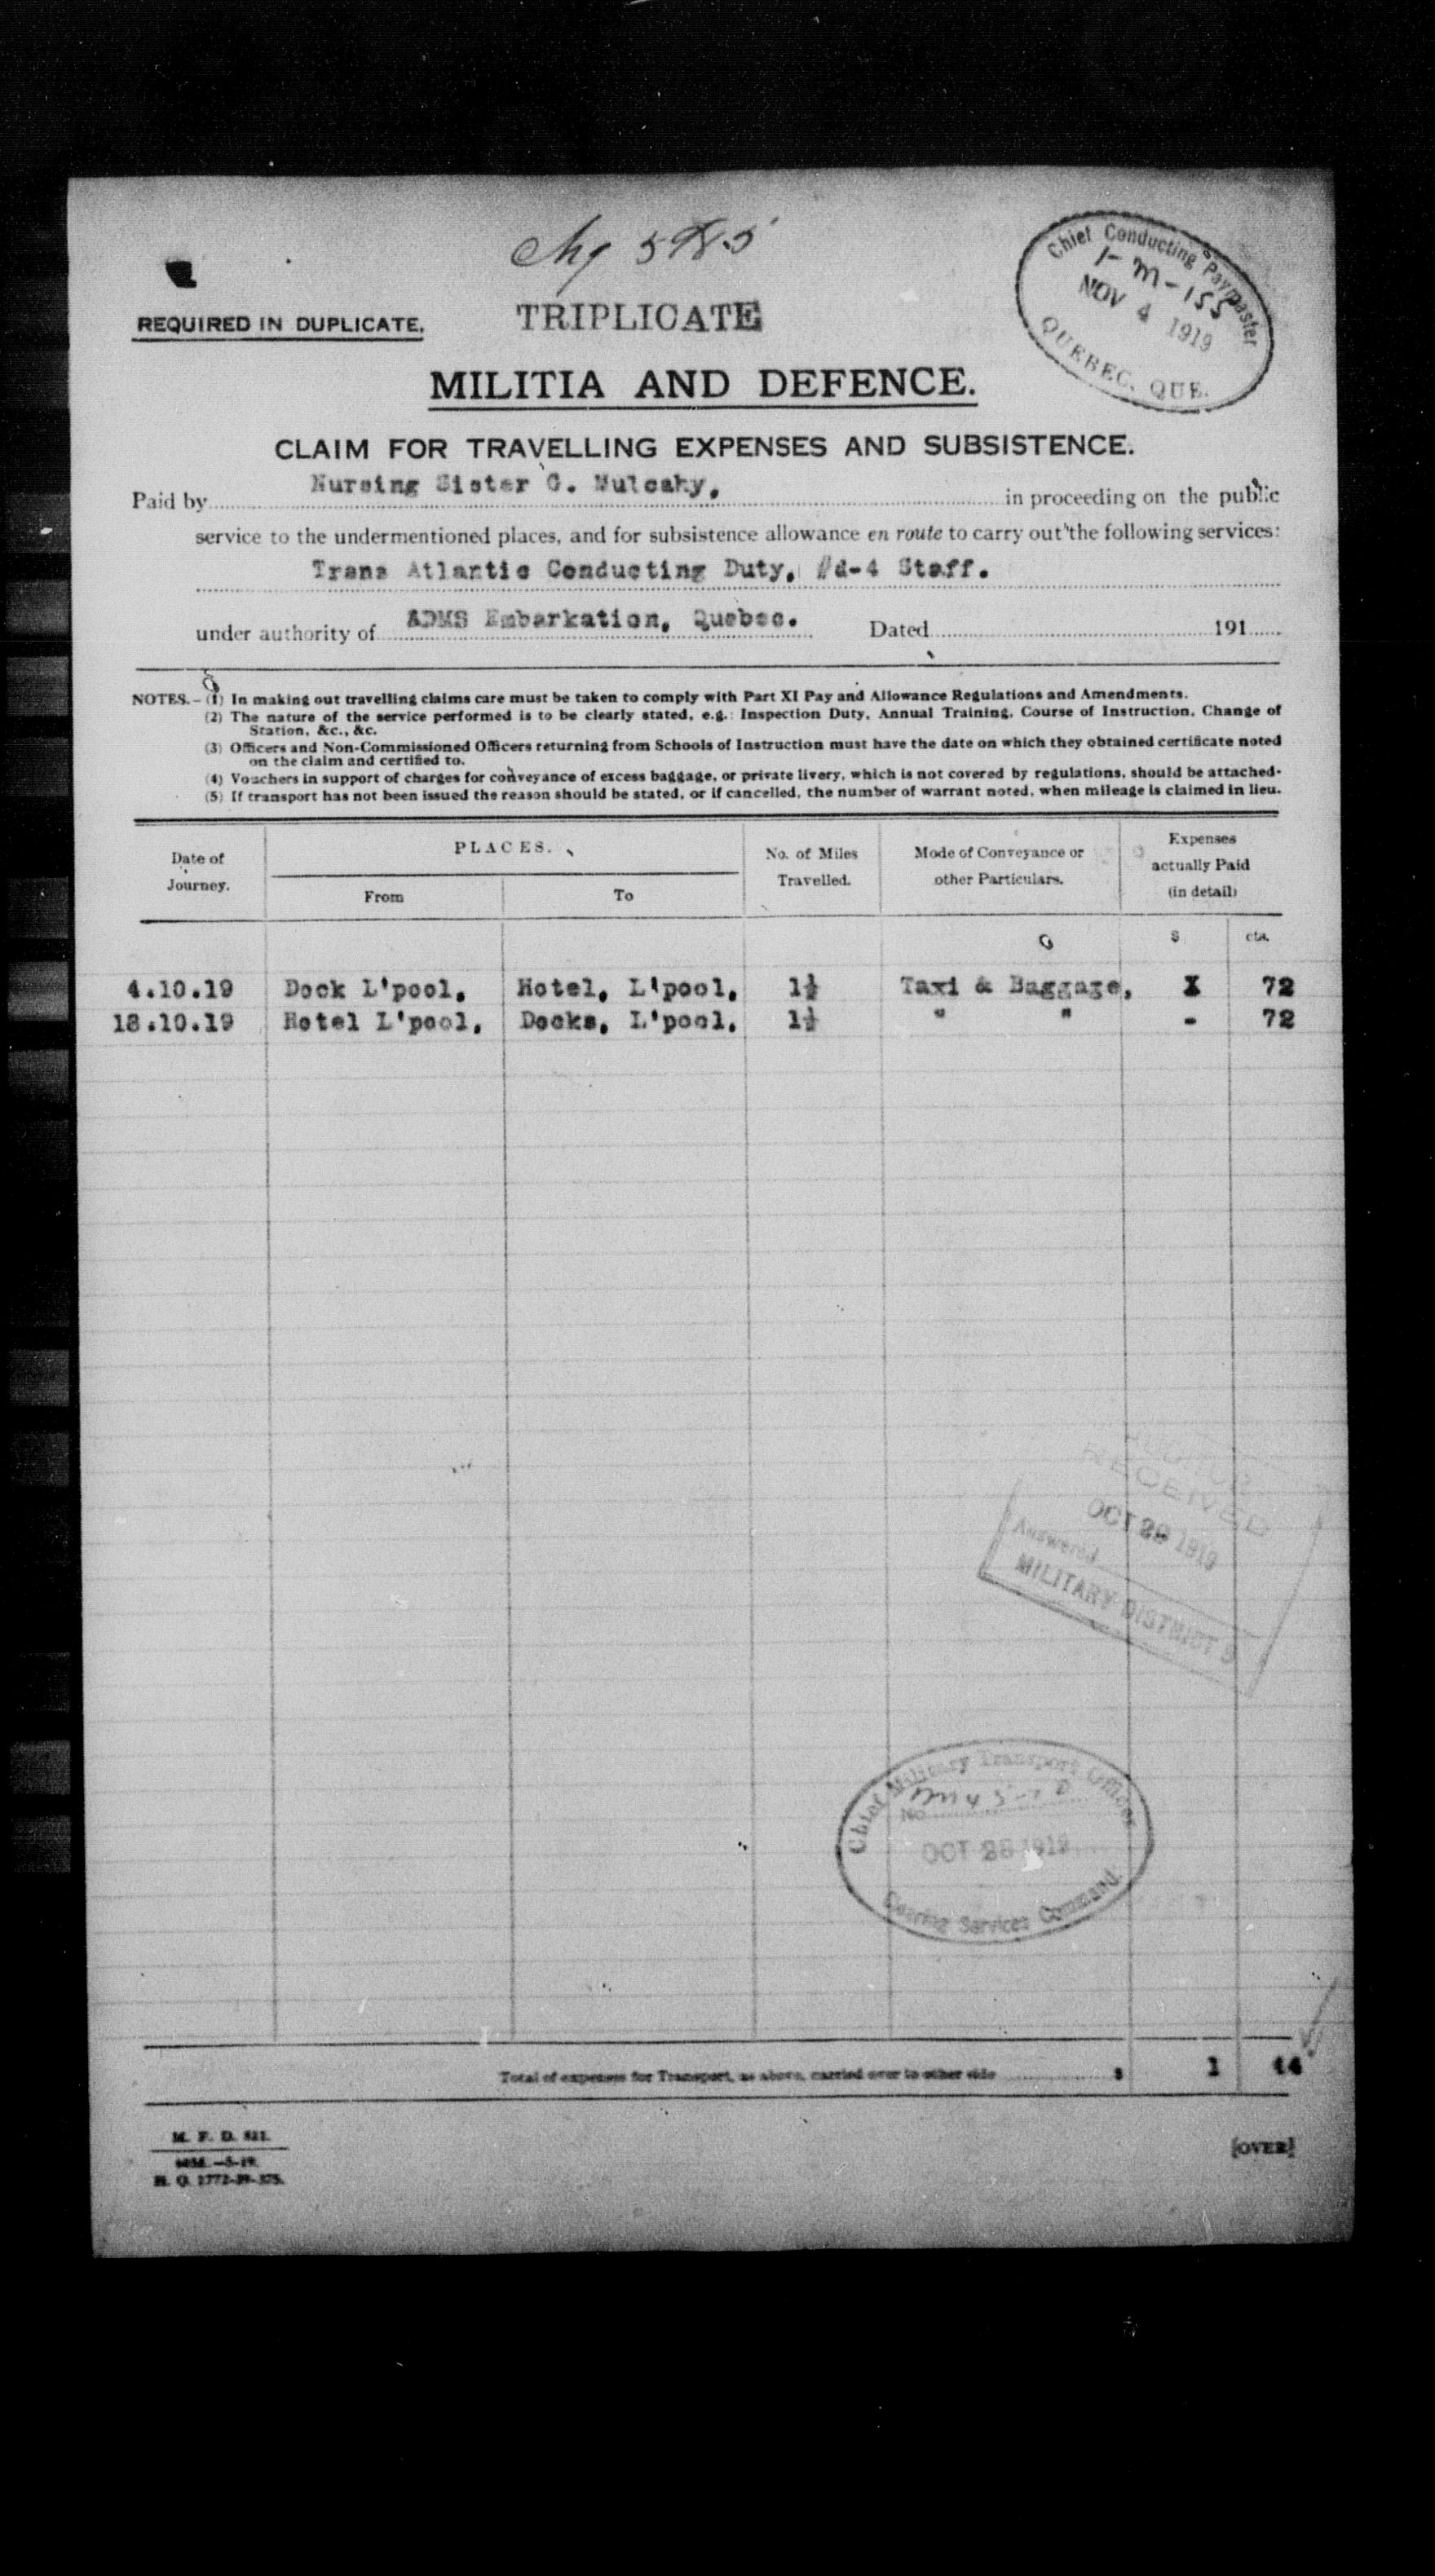 REQUIRED IN DUPLICATE.
TRIPLICATE
Chief Conducting Paymaster
1-M-155
NOV 4 1919
QUEBEC, QUE.
MILITIA AND DEFENCE.
CLAIM FOR TRAVELLING EXPENSES AND SUBSISTENCE.
Paid by Nursing Sister G. Mulcahy, in proceeding on the public
service to the undermentioned places, and for subsistence allowance en route to carry out the following services:
Trans Atlantic Conducting Duty, #d-4 Staff.
under authority of ADMS Embarkation, Quebec. Dated 191
NOTES.- (1) In making out travelling claims care must be taken to comply with Part XI Pay and Allowance Regulations and Amendments.
(2) The nature of the service performed is to be clearly stated, e.g.: Inspection Duty, Annual Training, Course of Instruction, Change of
Station, &c., &c.
(3) Officers and Non-Commissioned Officers returning from Schools of Instruction must have the date on which they obtained certificate noted
on the claim and certified to.
(4) Vouchers in support of charges for conveyance of excess baggage, or private livery, which is not covered by regulations, should be attached.
(5) If transport has not been issued the reason should be stated, or if cancelled, the number of warrant noted, when mileage is claimed in lieu.
Date of Journey. PLACES. No. of Miles Travelled. Mode of Conveyance or other Particulars. Expenses actually Paid (in detail)
From To
$ cts.
4.10.19 Dock L'pool. Hotel, L'pool. 1½ Taxi & Baggage, X 72
18.10.19 Hotel L'pool. Docks, L'pool. 1½ " " - 72
RECEIVED
OCT 29 1919
Answered
MILITARY DISTRICT
Chief Military Transport Officer
No
OCT 28 1919
Clearing Services Command
Total of expenses for Transport, as above, carried over to other side $ 1 44
M. F. D. 821.
H. Q. 1772-39-375.
[OVER]